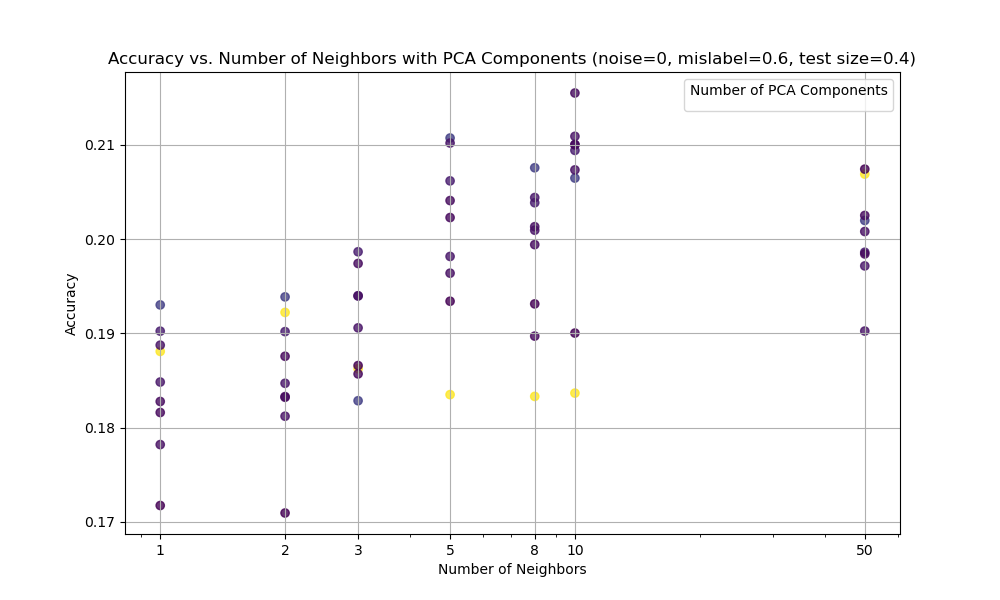 Accuracy vs. Number of Neighbors with PCA Components (noise=0, mislabel=0.6, test size=0.4)
Number of PCA Components
0.21
0.20
0.19
0.18
0.17
Accuracy
1 2 3 5 8 10 50
Number of Neighbors